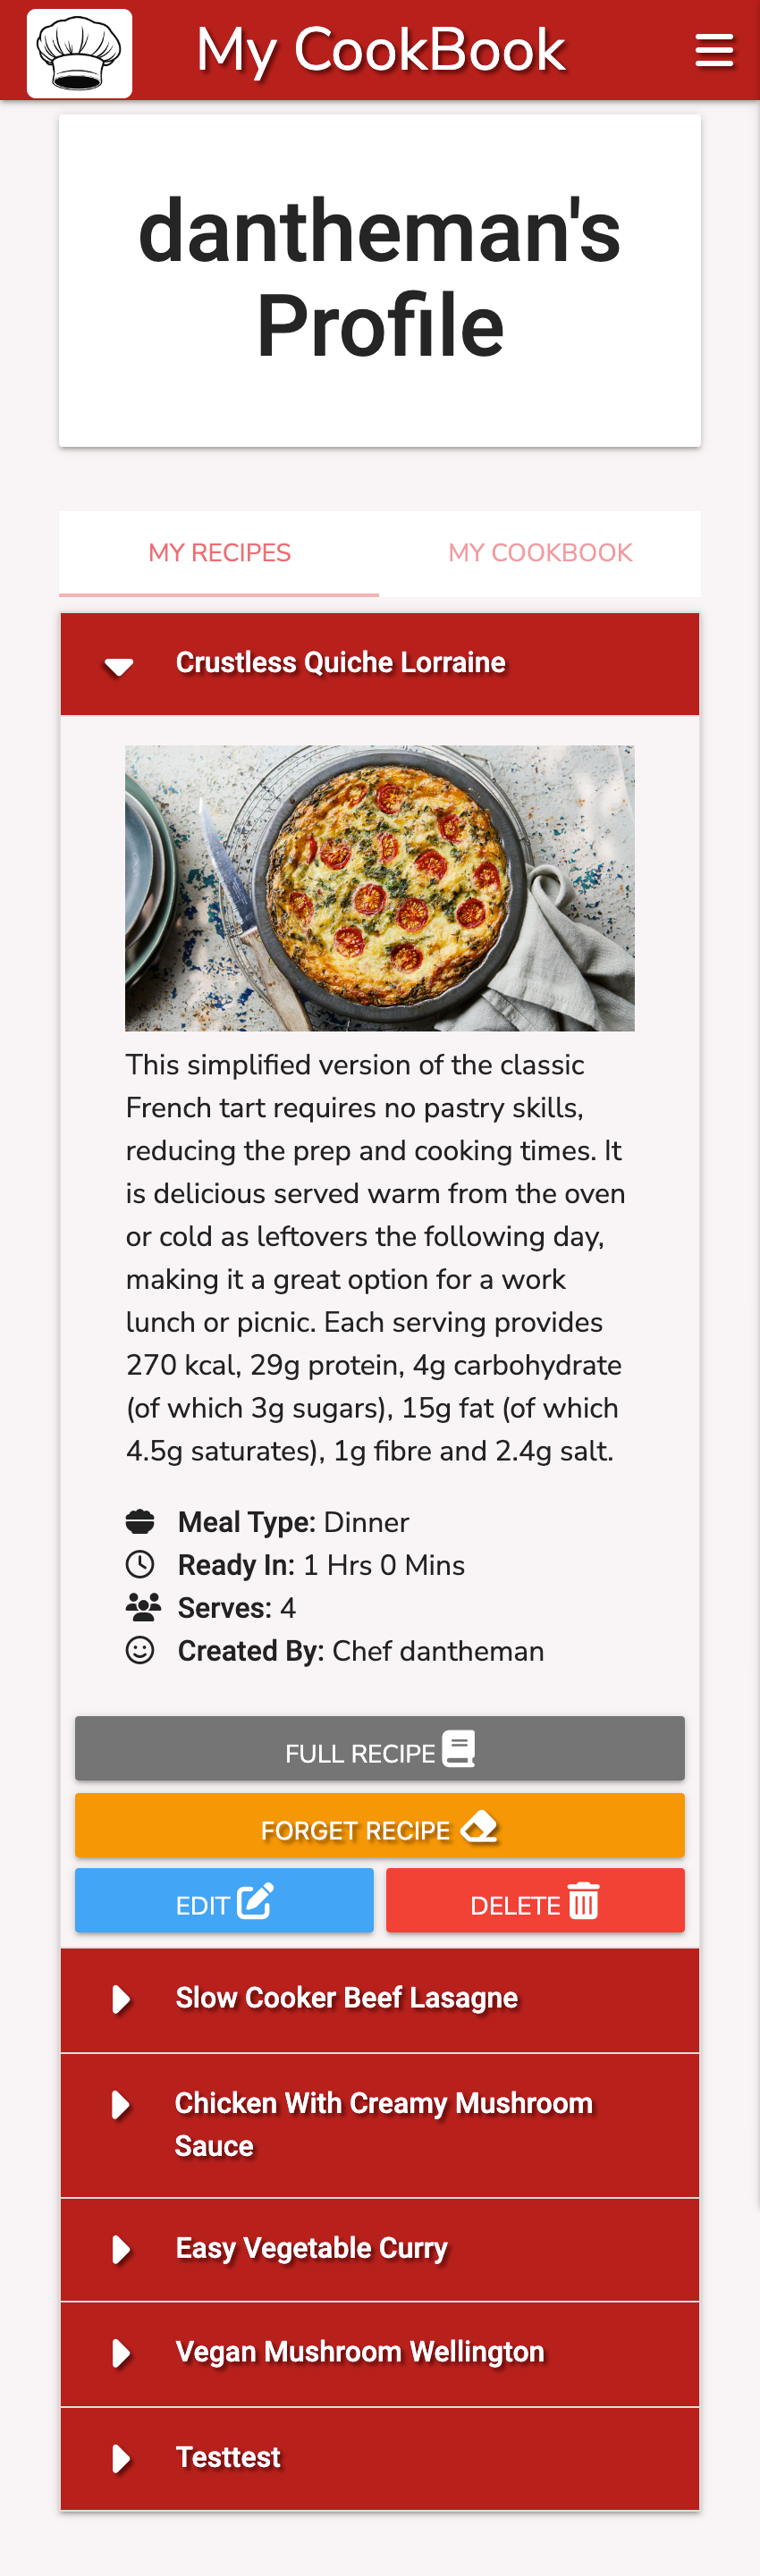 My CookBook
dantheman's
Profile
MY RECIPES
MY COOKBOOK
Crustless Quiche Lorraine
This simplified version of the classic
French tart requires no pastry skills,
reducing the prep and cooking times. It
is delicious served warm from the oven
or cold as leftovers the following day,
making it a great option for a work
lunch or picnic. Each serving provides
270 kcal, 29g protein, 4g carbohydrate
(of which 3g sugars), 15g fat (of which
4.5g saturates), 1g fibre and 2.4g salt.
Meal Type: Dinner
Ready In: 1 Hrs 0 Mins
Serves: 4
Created By: Chef dantheman
FULL RECIPE
FORGET RECIPE
EDIT
DELETE
Slow Cooker Beef Lasagne
Chicken With Creamy Mushroom
Sauce
Easy Vegetable Curry
Vegan Mushroom Wellington
Testtest